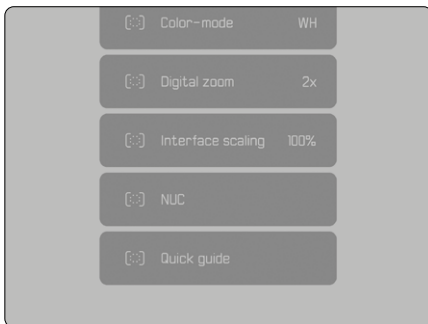 Color-mode WH
Digital zoom 2x
Interface scaling 100%
NUC
Quick guide